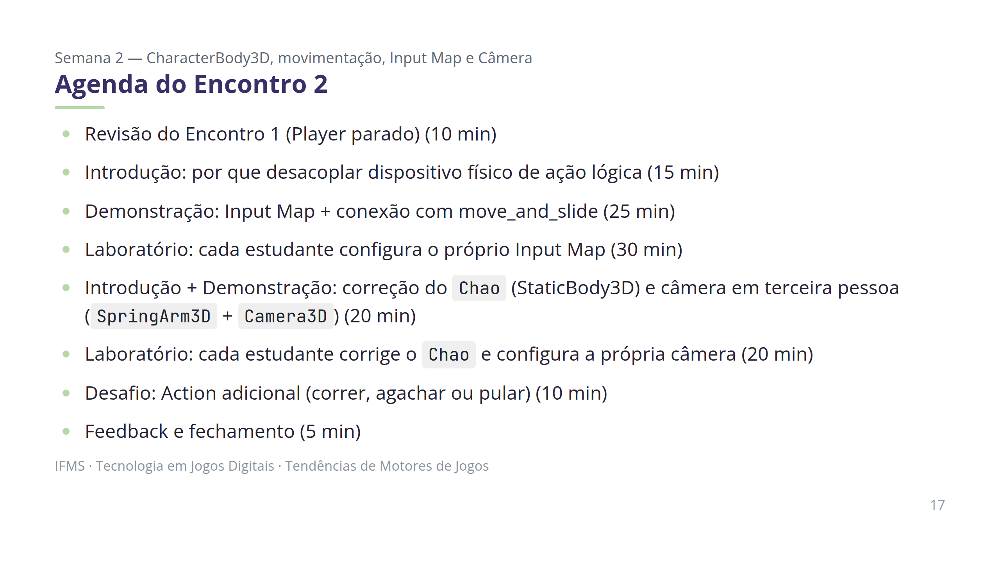 Semana 2 — CharacterBody3D, movimentação, Input Map e Câmera
Agenda do Encontro 2
Revisão do Encontro 1 (Player parado) (10 min)
Introdução: por que desacoplar dispositivo físico de ação lógica (15 min)
Demonstração: Input Map + conexão com move_and_slide (25 min)
Laboratório: cada estudante configura o próprio Input Map (30 min)
Introdução + Demonstração: correção do Chao (StaticBody3D) e câmera em terceira pessoa
(SpringArm3D + Camera3D) (20 min)
Laboratório: cada estudante corrige o Chao e configura a própria câmera (20 min)
Desafio: Action adicional (correr, agachar ou pular) (10 min)
Feedback e fechamento (5 min)
IFMS · Tecnologia em Jogos Digitais · Tendências de Motores de Jogos
17